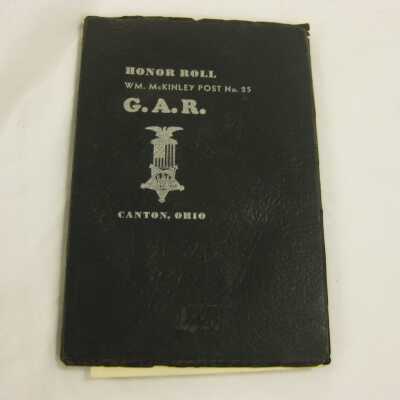 HONOR ROLL
WM. McKINLEY POST No. 25
G. A. R.
CANTON, OHIO